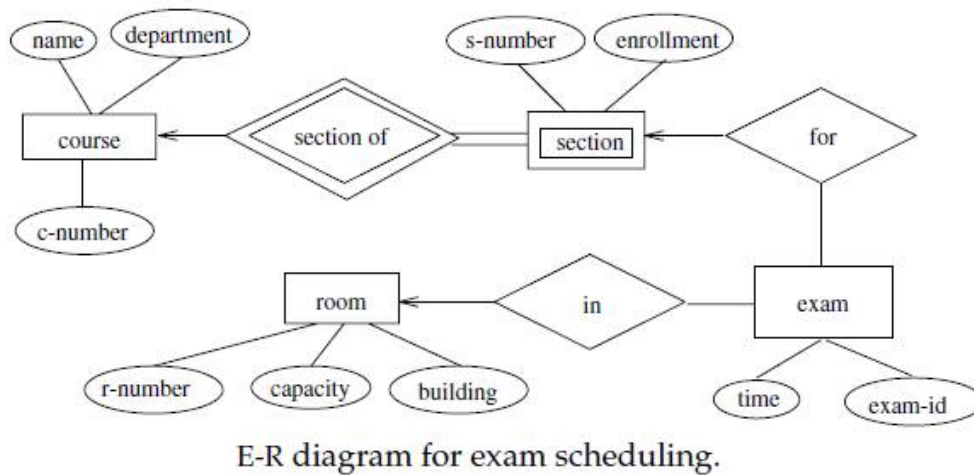 name
department
s-number
enrollment
course
section of
section
for
c-number
room
in
exam
r-number
capacity
building
time
exam-id
E-R diagram for exam scheduling.